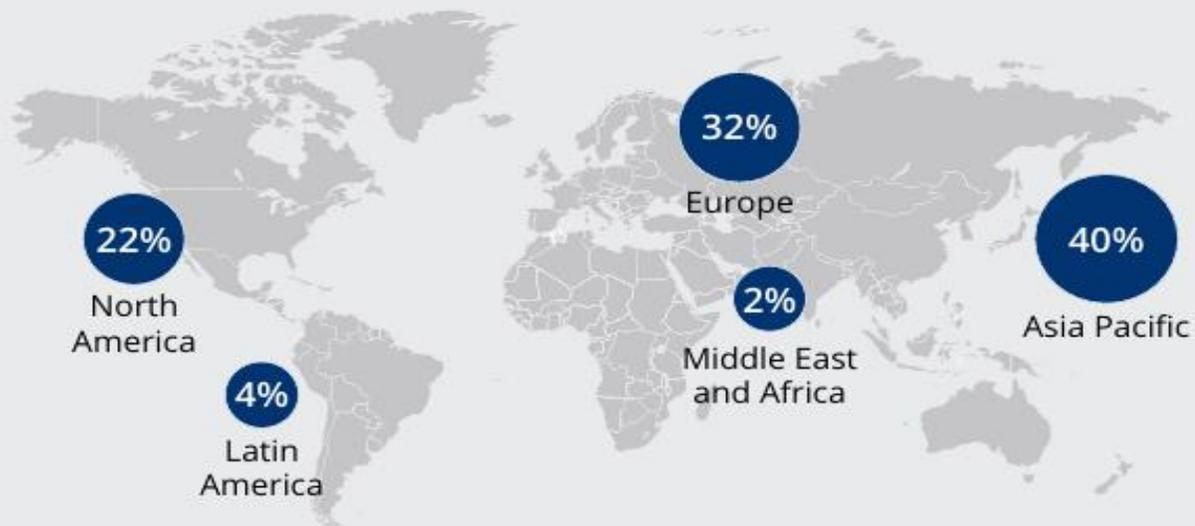 32%
Europe
22%
North
America
40%
Asia Pacific
2%
Middle East
and Africa
4%
Latin
America